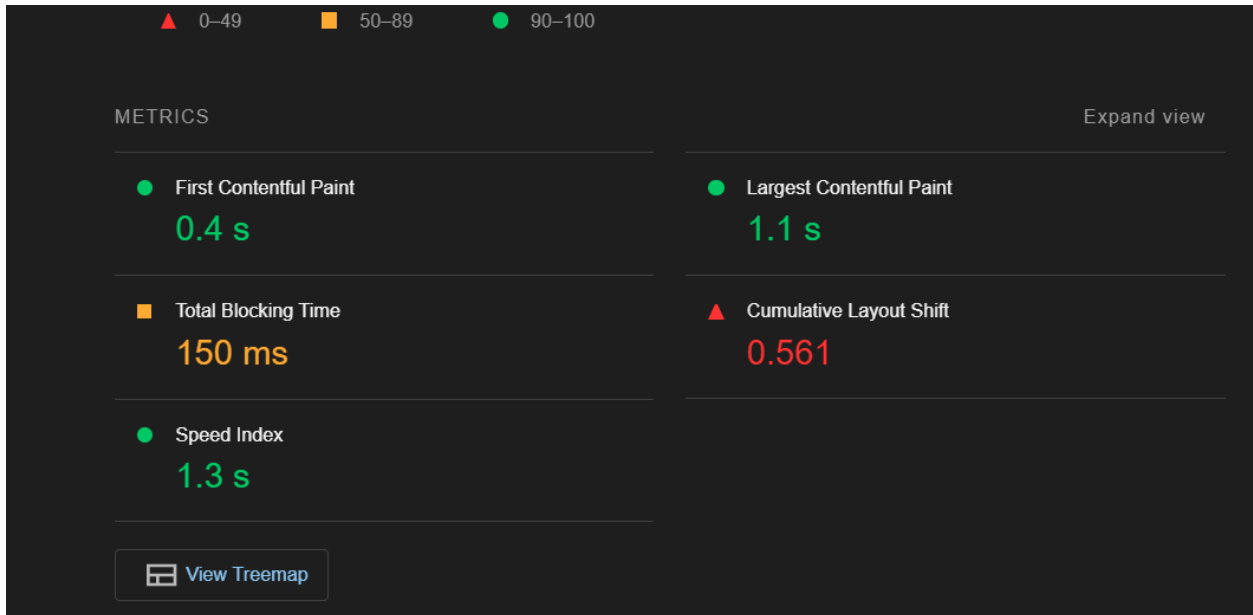 0–49 50–89 90–100
METRICS Expand view
First Contentful Paint
0.4 s
Largest Contentful Paint
1.1 s
Total Blocking Time
150 ms
Cumulative Layout Shift
0.561
Speed Index
1.3 s
View Treemap